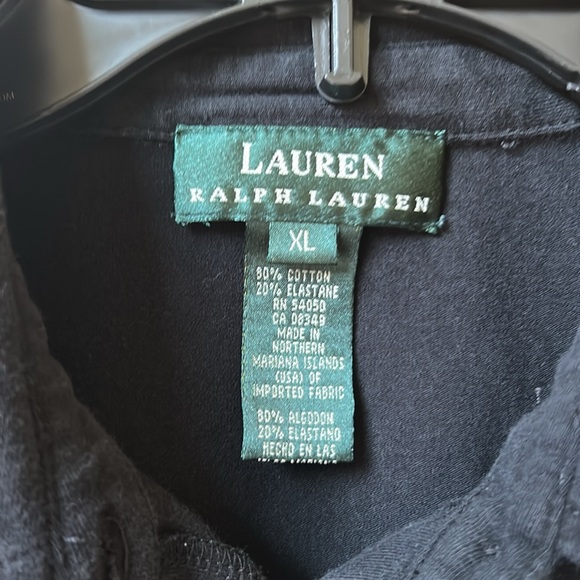 LAUREN
RALPH LAUREN
XL
80% COTTON
20% ELASTANE
RN 54050
CA 08349
MADE IN
NORTHERN
MARIANA ISLANDS
(USA) OF
IMPORTED FABRIC
80% ALGODON
20% ELASTANO
HECHO EN LAS